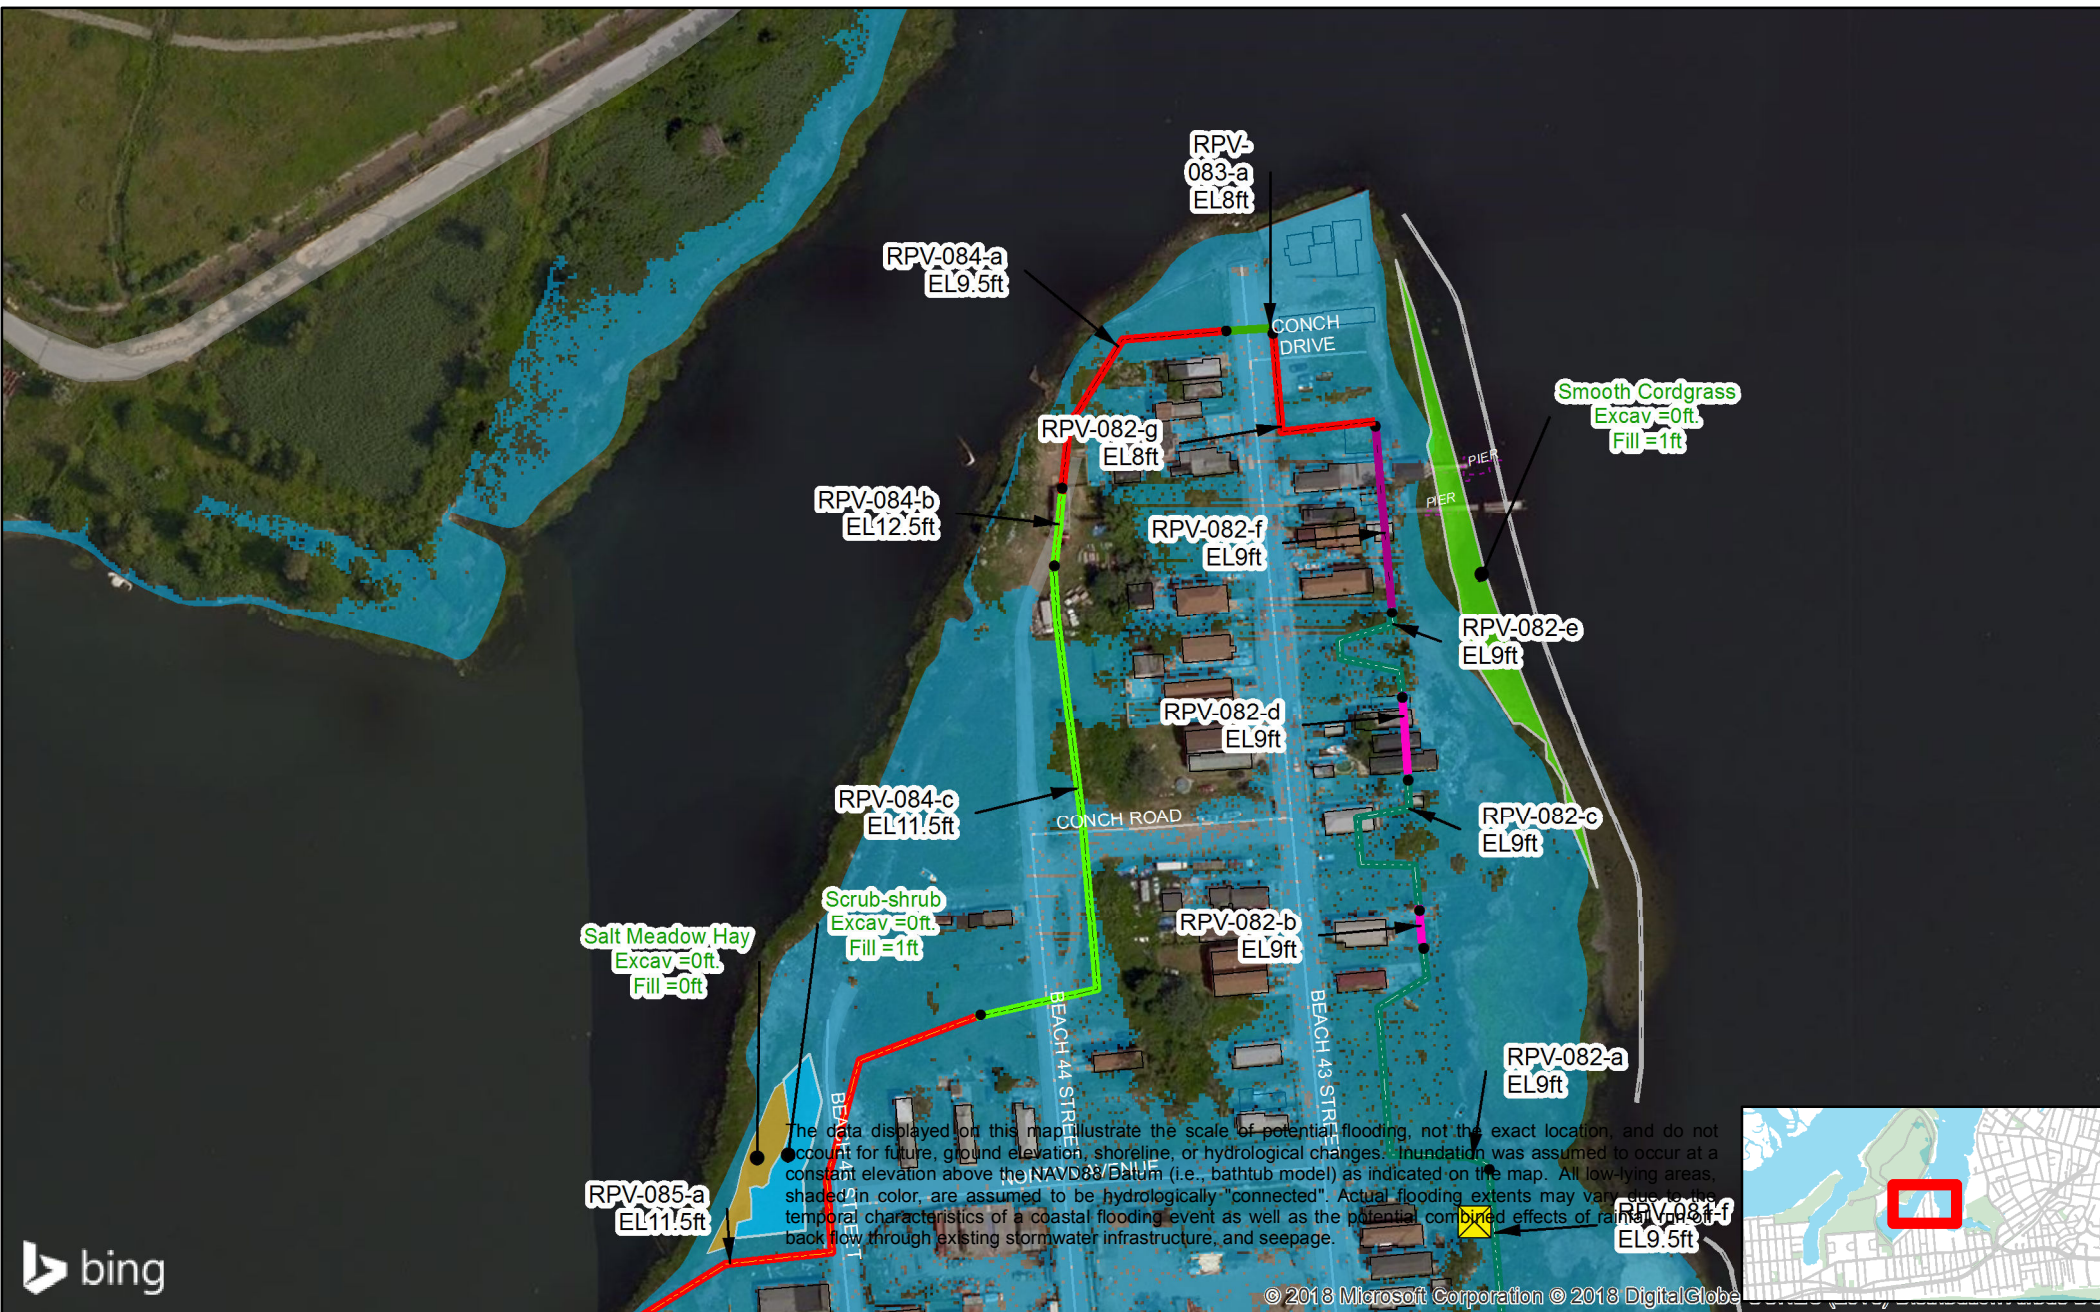 RPV-
083-a
EL8ft
RPV-084-a
EL9.5ft
CONCH
DRIVE
Smooth Cordgrass
Excav =0ft.
Fill =1ft
RPV-082-g
EL8ft
PIER
PIER
RPV-084-b
EL12.5ft
RPV-082-f
EL9ft
RPV-082-e
EL9ft
RPV-082-d
EL9ft
RPV-084-c
EL11.5ft
CONCH ROAD
RPV-082-c
EL9ft
Scrub-shrub
Excav =0ft.
Fill =1ft
Salt Meadow Hay
Excav =0ft.
Fill =0ft
RPV-082-b
EL9ft
BEACH 44 STREET
BEACH 43 STREET
RPV-082-a
EL9ft
BEACH 45 STREET
The data displayed on this map illustrate the scale of potential flooding, not the exact location, and do not
account for future, ground elevation, shoreline, or hydrological changes. Inundation was assumed to occur at a
constant elevation above the NAVD88 Datum (i.e., bathtub model) as indicated on the map. All low-lying areas,
shaded in color, are assumed to be hydrologically "connected". Actual flooding extents may vary due to the
temporal characteristics of a coastal flooding event as well as the potential combined effects of rainfall run-off
back flow through existing stormwater infrastructure, and seepage.
AVENUE
RPV-085-a
EL11.5ft
RPV-081-f
EL9.5ft
bing
© 2018 Microsoft Corporation © 2018 DigitalGlobe